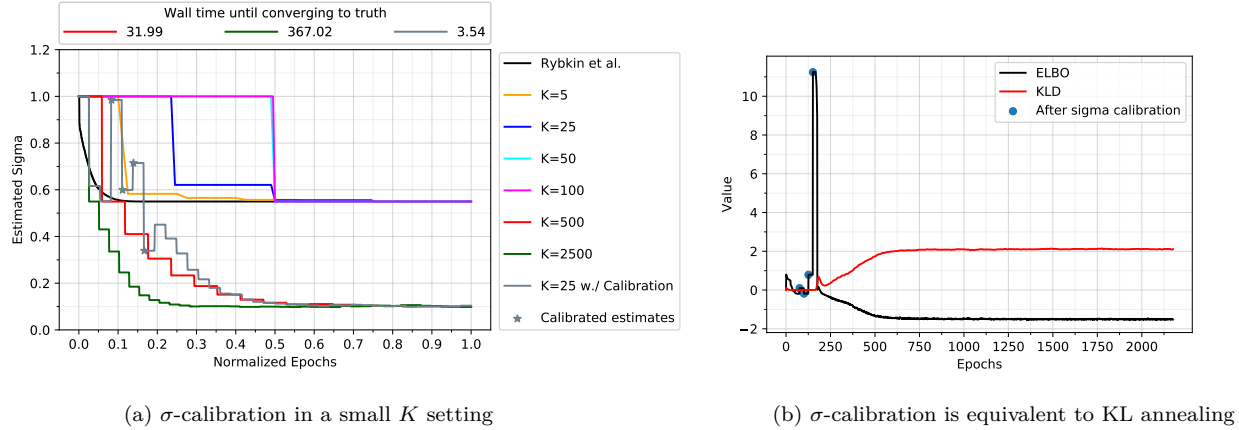 Wall time until converging to truth
31.99 367.02 3.54
1.2
1.0
0.8
0.6
0.4
0.2
0.0
Estimated Sigma
0.0 0.1 0.2 0.3 0.4 0.5 0.6 0.7 0.8 0.9 1.0
Normalized Epochs
Rybkin et al.
K=5
K=25
K=50
K=100
K=500
K=2500
K=25 w./ Calibration
Calibrated estimates
(a) σ-calibration in a small K setting
10
8
6
4
2
0
−2
Value
0 250 500 750 1000 1250 1500 1750 2000
Epochs
ELBO
KLD
After sigma calibration
(b) σ-calibration is equivalent to KL annealing